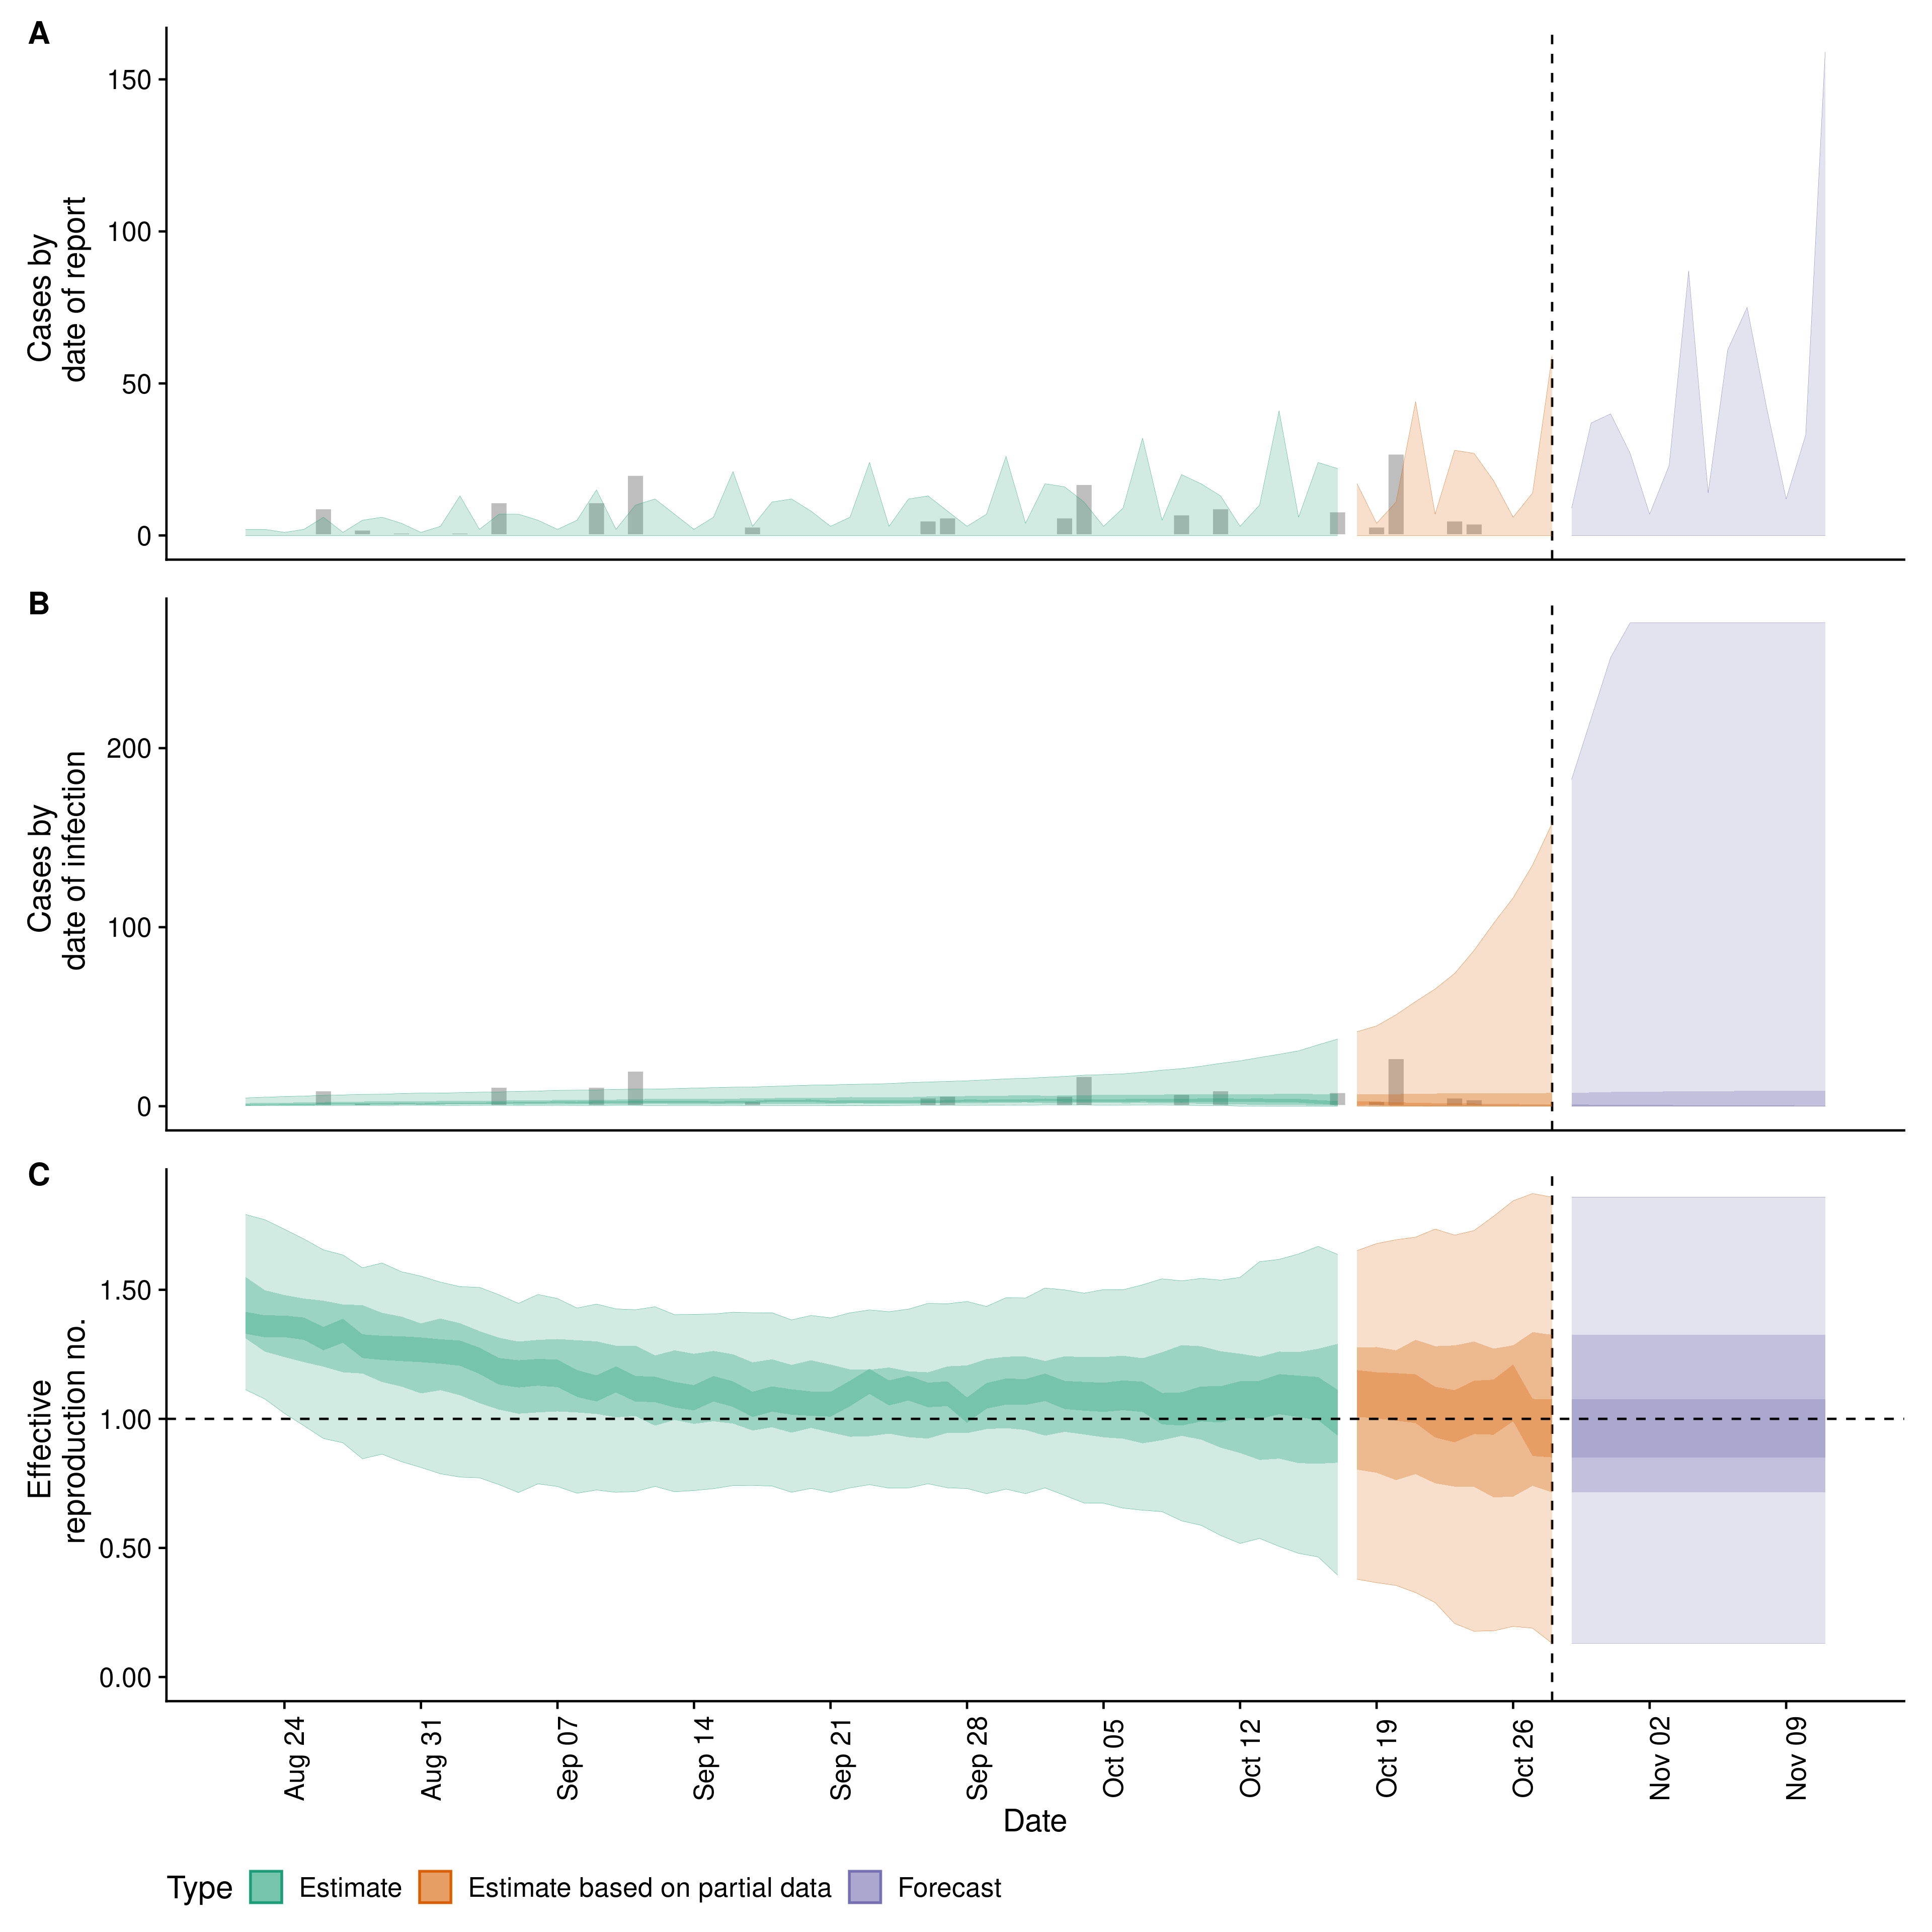 A
Cases by
date of report
150
100
50
0
B
Cases by
date of infection
200
100
0
C
Effective
reproduction no.
1.50
1.00
0.50
0.00
Aug 24
Aug 31
Sep 07
Sep 14
Sep 21
Sep 28
Oct 05
Oct 12
Oct 19
Oct 26
Nov 02
Nov 09
Date
Type Estimate Estimate based on partial data Forecast